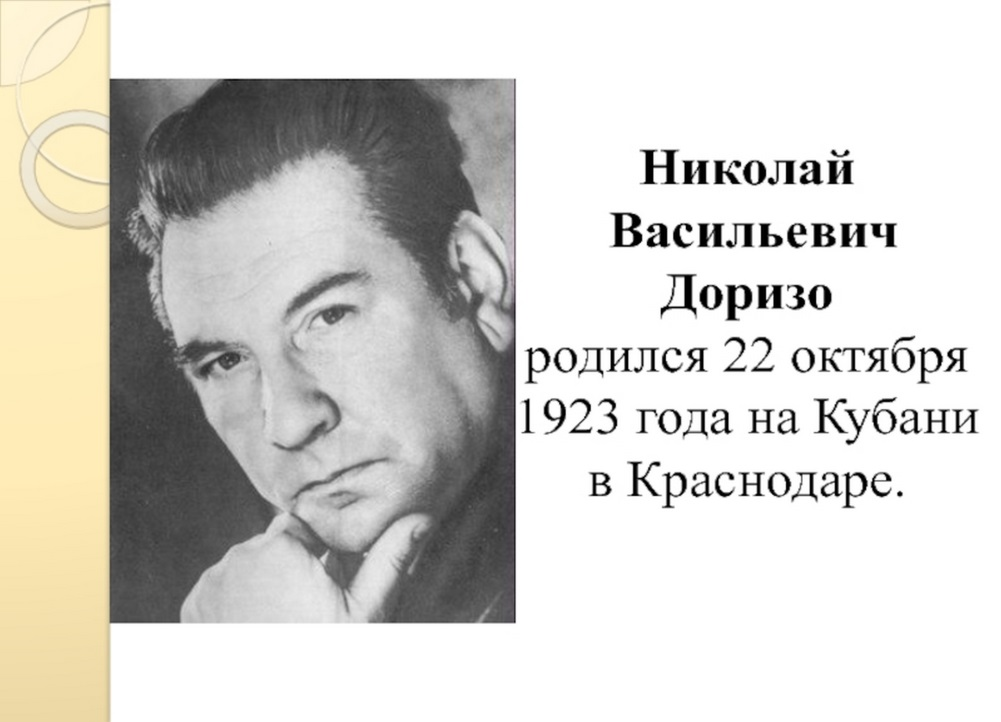 Николай
Васильевич
Доризо
родился 22 октября
1923 года на Кубани
в Краснодаре.